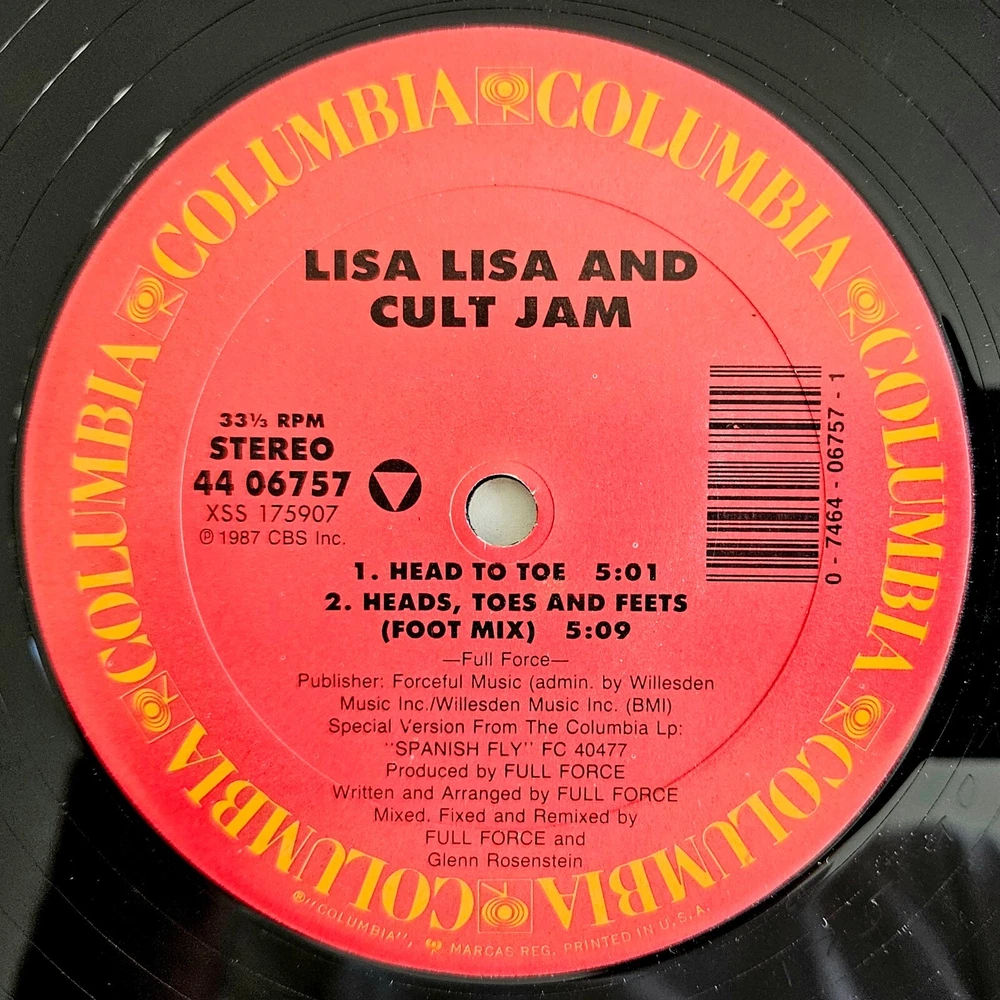 COLUMBIA COLUMBIA COLUMBIA COLUMBIA COLUMBIA COLUMBIA
LISA LISA AND
CULT JAM
33⅓ RPM
STEREO
44 06757
XSS 175907
℗ 1987 CBS Inc.
0 - 7464 - 06757 - 1
1. HEAD TO TOE 5:01
2. HEADS, TOES AND FEETS
(FOOT MIX) 5:09
—Full Force—
Publisher: Forceful Music (admin. by Willesden
Music Inc./Willesden Music Inc. (BMI)
Special Version From The Columbia Lp:
"SPANISH FLY" FC 40477
Produced by FULL FORCE
Written and Arranged by FULL FORCE
Mixed. Fixed and Remixed by
FULL FORCE and
Glenn Rosenstein
®"COLUMBIA", MARCAS REG. PRINTED IN U.S.A.